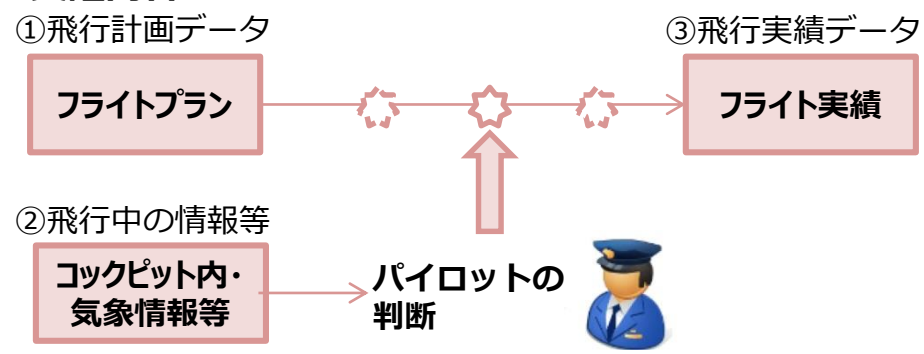 ①飛行計画データ
③飛行実績データ
フライトプラン
フライト実績
②飛行中の情報等
コックピット内・
気象情報等
パイロットの
判断